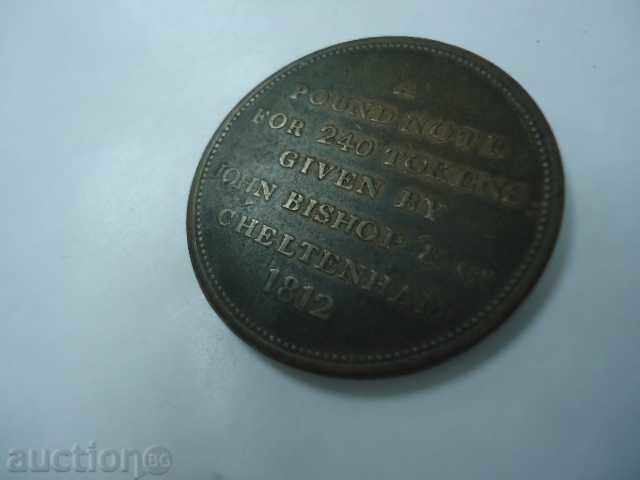 A
POUND NOTE
FOR 240 TOKENS
GIVEN BY
JOHN BISHOP & Co
CHELTENHAM
1812
auction BG